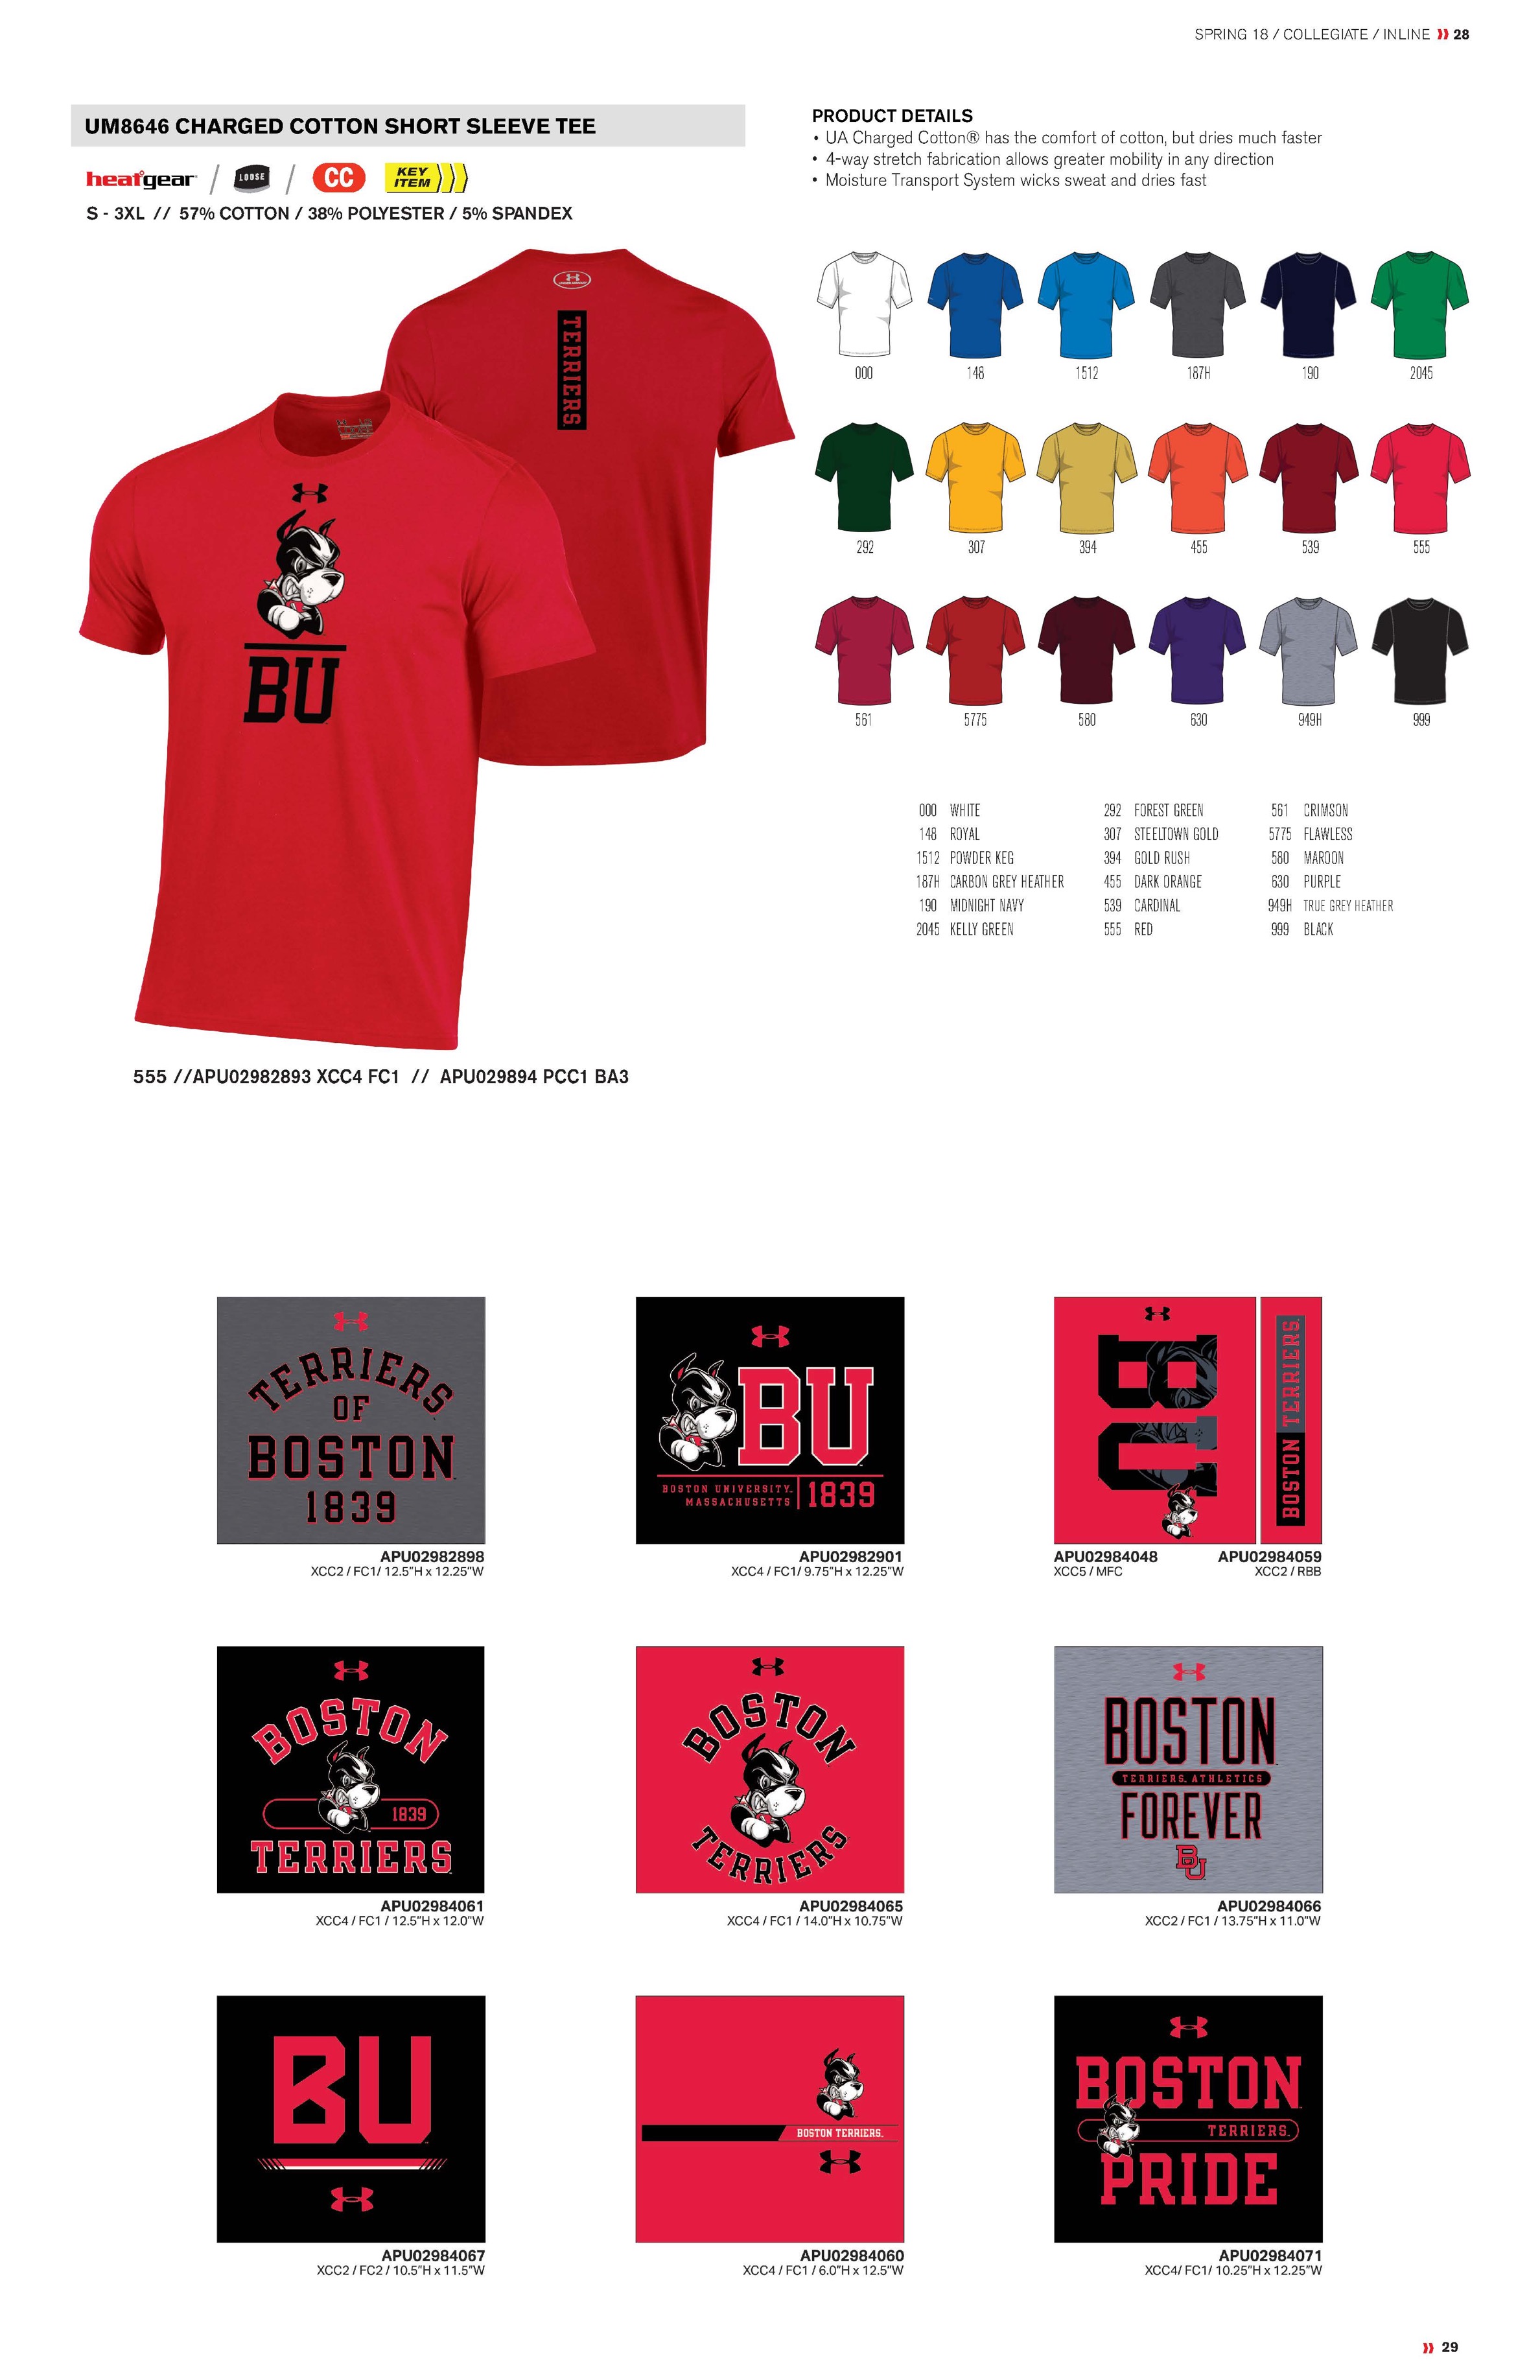 SPRING 18 / COLLEGIATE / INLINE 28
UM8646 CHARGED COTTON SHORT SLEEVE TEE
heatgear / LOOSE / CC KEY ITEM
S - 3XL // 57% COTTON / 38% POLYESTER / 5% SPANDEX
PRODUCT DETAILS
• UA Charged Cotton® has the comfort of cotton, but dries much faster
• 4-way stretch fabrication allows greater mobility in any direction
• Moisture Transport System wicks sweat and dries fast
TERRIERS
BU
000 148 1512 187H 190 2045
292 307 394 455 539 555
561 5775 580 630 949H 999
000 WHITE 292 FOREST GREEN 561 CRIMSON
148 ROYAL 307 STEELTOWN GOLD 5775 FLAWLESS
1512 POWDER KEG 394 GOLD RUSH 580 MAROON
187H CARBON GREY HEATHER 455 DARK ORANGE 630 PURPLE
190 MIDNIGHT NAVY 539 CARDINAL 949H TRUE GREY HEATHER
2045 KELLY GREEN 555 RED 999 BLACK
555 //APU02982893 XCC4 FC1 // APU029894 PCC1 BA3
TERRIERS
OF
BOSTON
1839
APU02982898
XCC2 / FC1/ 12.5"H x 12.25"W
BU
BOSTON UNIVERSITY.
MASSACHUSETTS
1839
APU02982901
XCC4 / FC1/ 9.75"H x 12.25"W
BU
BOSTON TERRIERS.
APU02984048 APU02984059
XCC5 / MFC XCC2 / RBB
BOSTON
1839
TERRIERS
APU02984061
XCC4 / FC1 / 12.5"H x 12.0"W
BOSTON
TERRIERS
APU02984065
XCC4 / FC1 / 14.0"H x 10.75"W
BOSTON
TERRIERS. ATHLETICS
FOREVER
BU
APU02984066
XCC2 / FC1 / 13.75"H x 11.0"W
BU
APU02984067
XCC2 / FC2 / 10.5"H x 11.5"W
BOSTON TERRIERS.
APU02984060
XCC4 / FC1 / 6.0"H x 12.5"W
BOSTON
TERRIERS.
PRIDE
APU02984071
XCC4/ FC1/ 10.25"H x 12.25"W
29